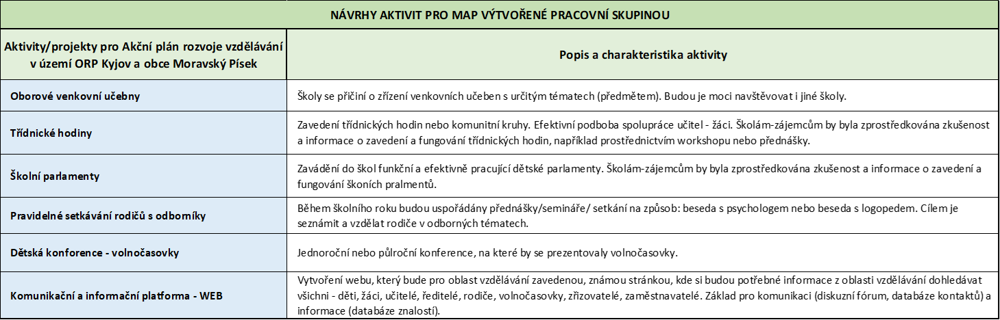 NÁVRHY AKTIVIT PRO MAP VÝTVOŘENÉ PRACOVNÍ SKUPINOU
Aktivity/projekty pro Akční plán rozvoje vzdělávání
v území ORP Kyjov a obce Moravský Písek
Popis a charakteristika aktivity
Oborové venkovní učebny
Školy se přičiní o zřízení venkovních učeben s určitým tématech (předmětem). Budou je moci navštěvovat i jiné školy.
Třídnické hodiny
Zavedení třídnických hodin nebo komunitní kruhy. Efektivní podboba spolupráce učitel - žáci. Školám-zájemcům by byla zprostředkována zkušenost
a informace o zavedení a fungování třídnických hodin, například prostřednictvím workshopu nebo přednášky.
Školní parlamenty
Zavádění do škol funkční a efektivně pracující dětské parlamenty. Školám-zájemcům by byla zprostředkována zkušenost a informace o zavedení a
fungování škoních pralmentů.
Pravidelné setkávání rodičů s odborníky
Během školního roku budou uspořádány přednášky/semináře/ setkání na způsob: beseda s psychologem nebo beseda s logopedem. Cílem je
seznámit a vzdělat rodiče v odborných tématech.
Dětská konforence - volnočasovky
Jednoroční nebo půlroční konference, na které by se prezentovaly volnočasovky.
Komunikační a informační platforma - WEB
Vytvoření webu, který bude pro oblast vzdělávání zavedenou, známou stránkou, kde si budou potřebné informace z oblasti vzdělávání dohledávat
všichni - děti, žáci, učitelé, ředitelé, rodiče, volnočasovky, zřizovatelé, zaměstnavatelé. Základ pro komunikaci (diskuzní fórum, databáze kontaktů) a
informace (databáze znalostí).